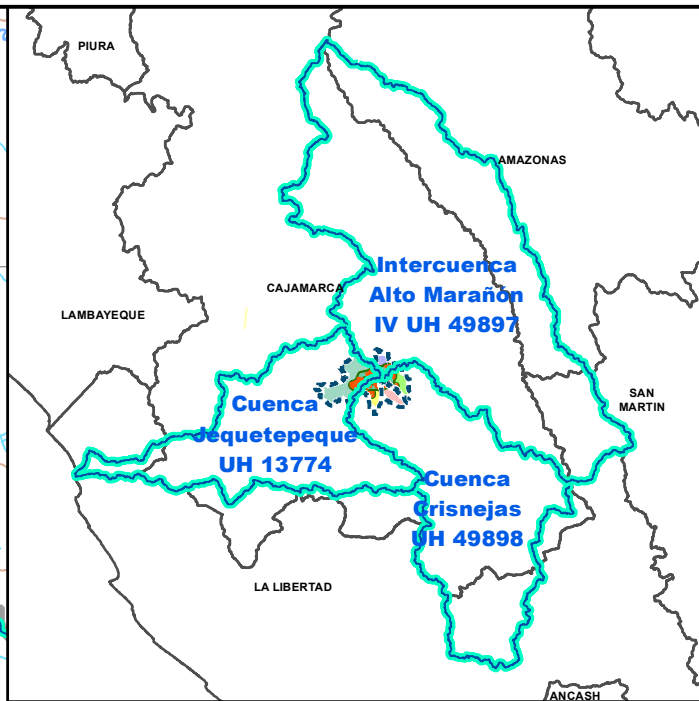 PIURA
AMAZONAS
Intercuenca
Alto Marañón
IV UH 49897
CAJAMARCA
LAMBAYEQUE
SAN
MARTIN
Cuenca
Jequetepeque
UH 13774
Cuenca
Crisnejas
UH 49898
LA LIBERTAD
ANCASH